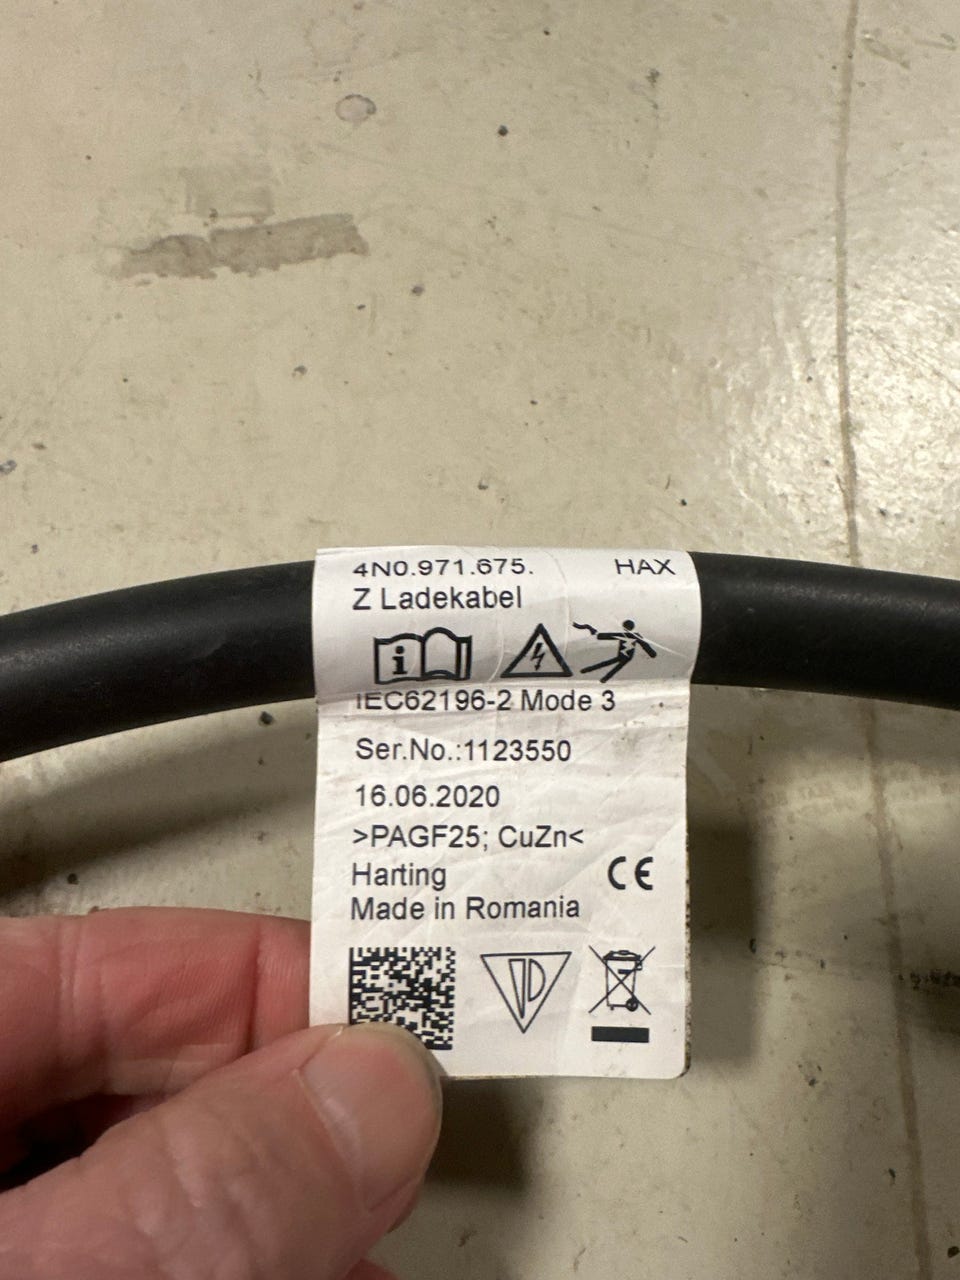 4N0.971.675. HAX
Z Ladekabel
IEC62196-2 Mode 3
Ser.No.:1123550
16.06.2020
>PAGF25; CuZn<
Harting CE
Made in Romania